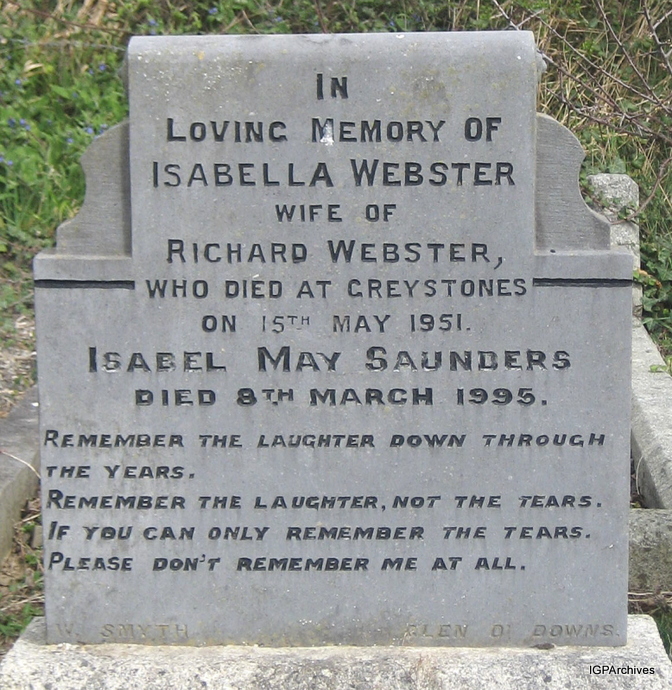 IN
LOVING MEMORY OF
ISABELLA WEBSTER
WIFE OF
RICHARD WEBSTER,
WHO DIED AT GREYSTONES
ON 15TH MAY 1951.
ISABEL MAY SAUNDERS
DIED 8TH MARCH 1995.
REMEMBER THE LAUGHTER DOWN THROUGH
THE YEARS.
REMEMBER THE LAUGHTER, NOT THE TEARS.
IF YOU CAN ONLY REMEMBER THE TEARS.
PLEASE DON'T REMEMBER ME AT ALL.
W. SMYTH GLEN O' DOWNS.
IGPArchives